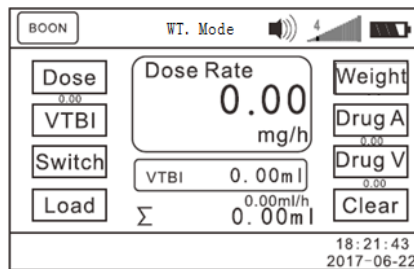 BOON
WT. Mode
4
Dose
0.00
VTBI
Switch
Load
Dose Rate
0.00
mg/h
VTBI 0.00ml
0.00ml/h
Σ 0.00ml
Weight
Drug A
0.00
Drug V
0.00
Clear
18:21:43
2017-06-22